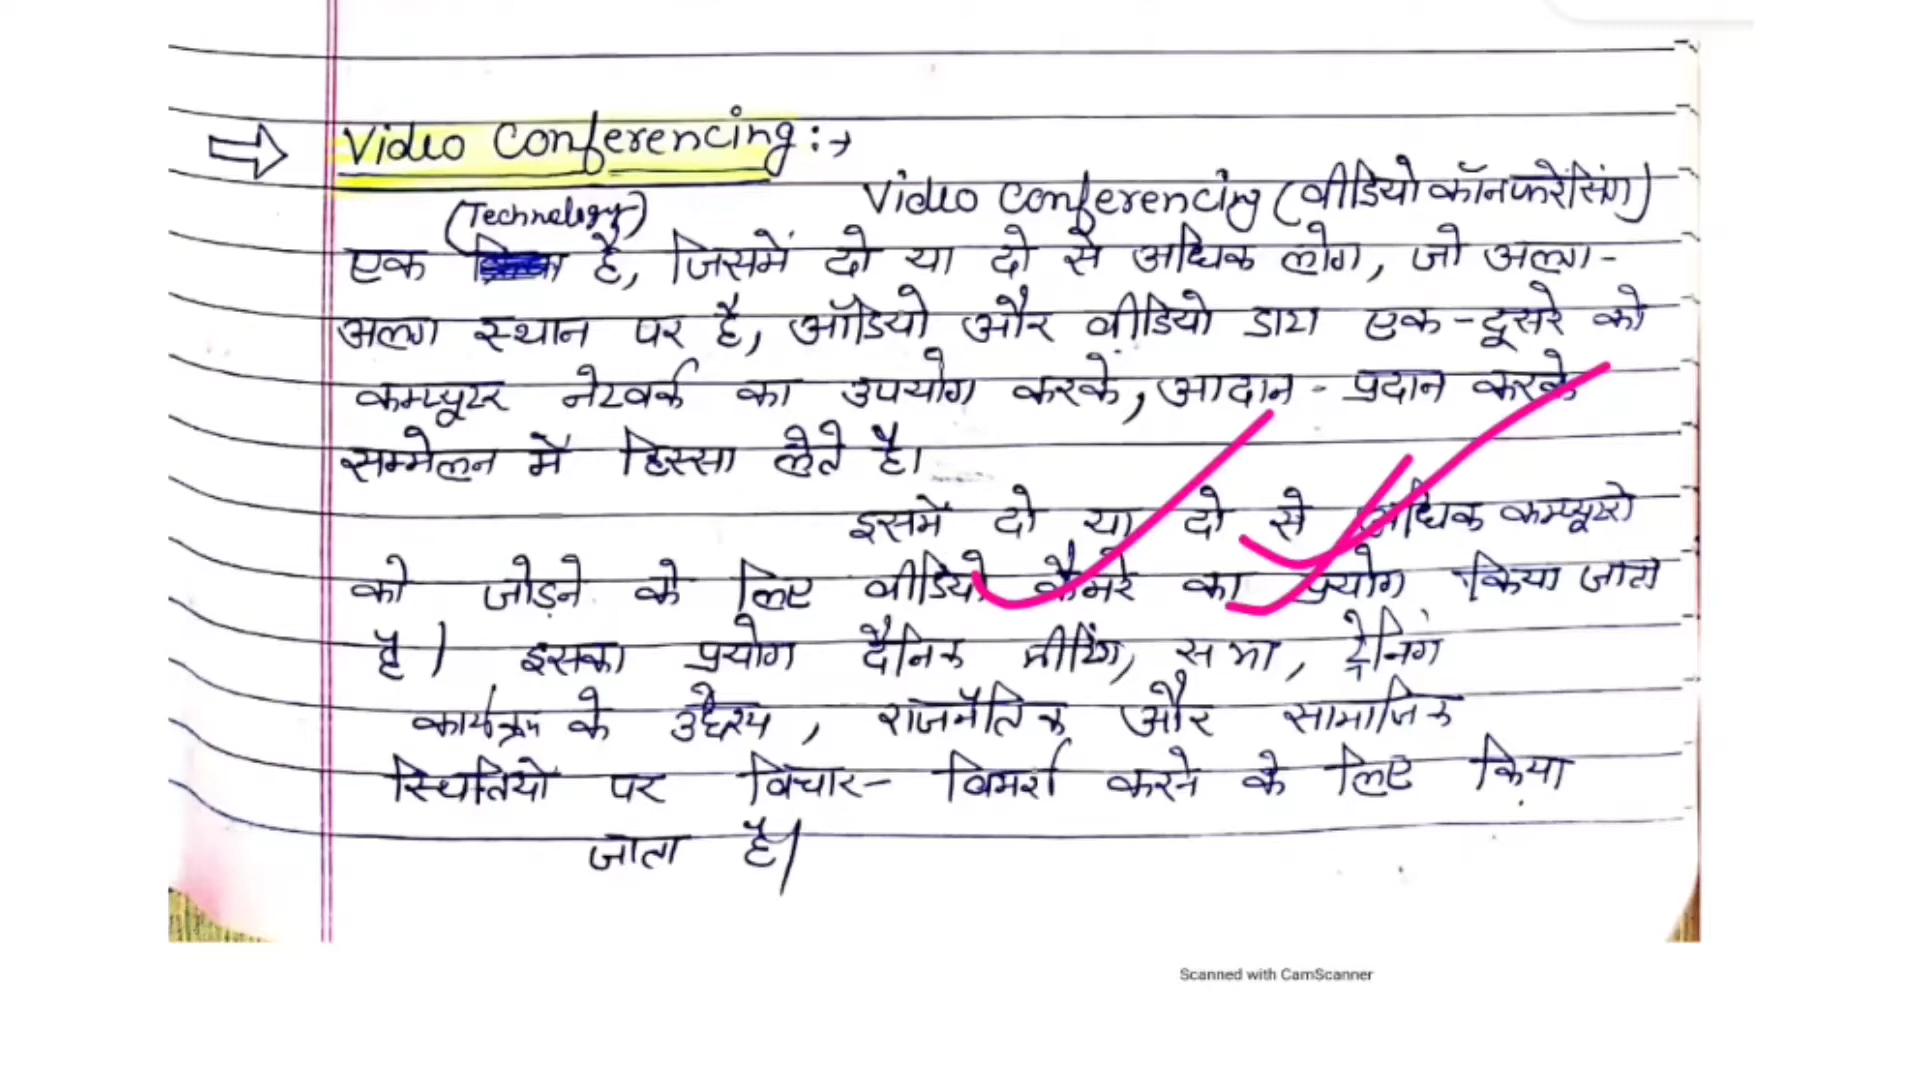 ⇒ Video Conferencing :→
Video Conferencing (वीडियो कॉनफरेंसिंग)
(Technology)
एक है, जिसमें दो या दो से अधिक लोग, जो अलग-
अलग स्थान पर है, ऑडियो और वीडियो द्वारा एक-दूसरे को
कम्प्यूटर नेटवर्क का उपयोग करके, आदान-प्रदान करके
सम्मेलन में हिस्सा लेते है।
इसमें दो या दो से अधिक कम्प्यूटरो
को जोड़ने के लिए वीडियो कैमरे का प्रयोग किया जाता
है। इसका प्रयोग दैनिक मीटिंग, सभा, ट्रेनिंग
कार्यक्रम के उद्देश्य, राजनैतिक और सामाजिक
स्थितियो पर विचार-विमर्श करने के लिए किया
जाता है।
Scanned with CamScanner